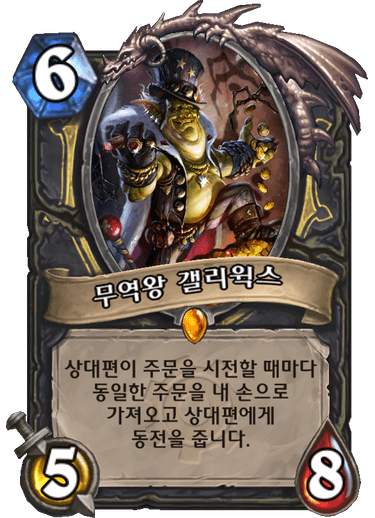 6
무역왕 갤리윅스
상대편이 주문을 시전할 때마다
동일한 주문을 내 손으로
가져오고 상대편에게
동전을 줍니다.
5
8